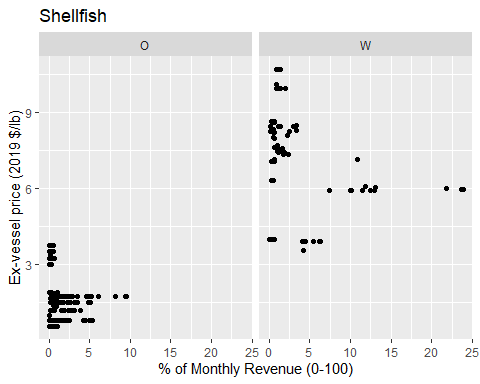 Shellfish
O W
Ex-vessel price (2019 $/lb)
9
6
3
0 5 10 15 20 25 0 5 10 15 20 25
% of Monthly Revenue (0-100)